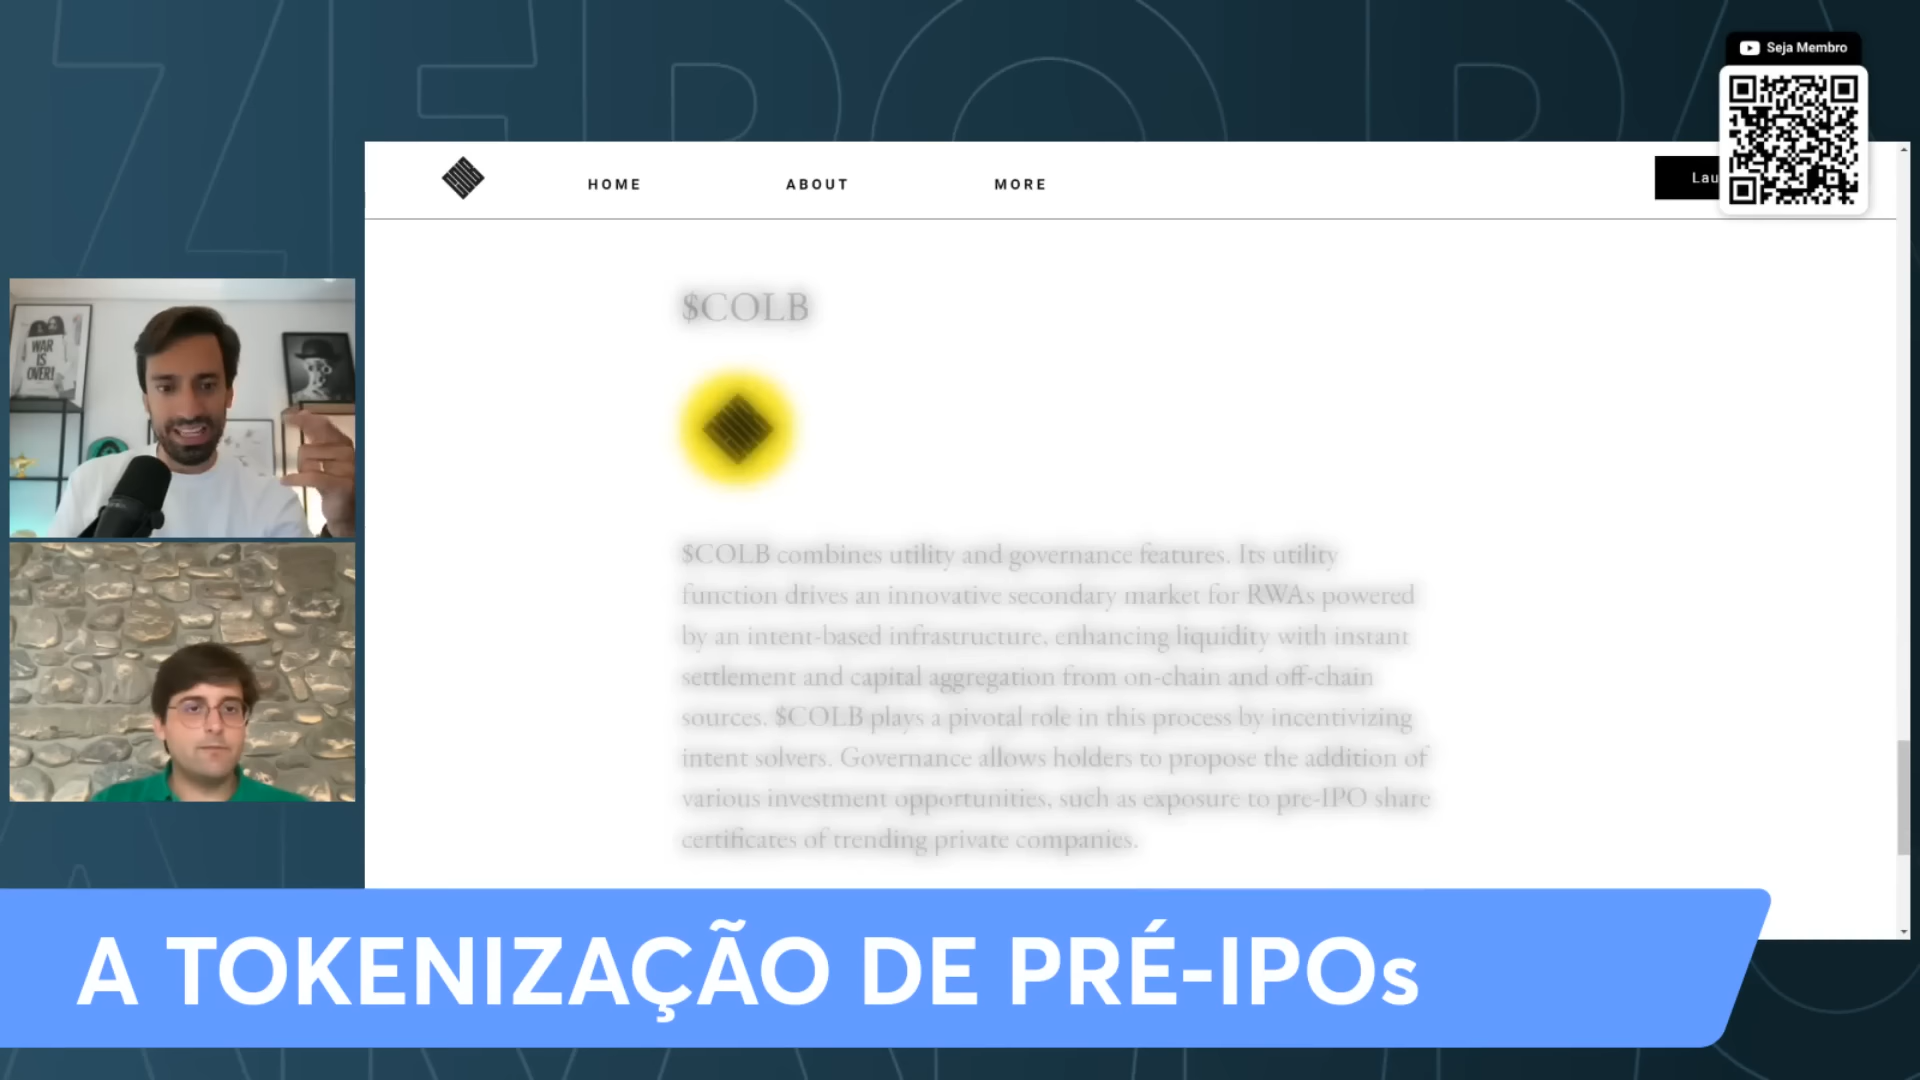 Seja Membro
HOME ABOUT MORE
Lau
WAR
IS
OVER!
$COLB
$COLB combines utility and governance features. Its utility
function drives an innovative secondary market for RWAs powered
by an intent-based infrastructure, enhancing liquidity with instant
settlement and capital aggregation from on-chain and off-chain
sources. $COLB plays a pivotal role in this process by incentivizing
intent solvers. Governance allows holders to propose the addition of
various investment opportunities, such as exposure to pre-IPO share
certificates of trending private companies.
A TOKENIZAÇÃO DE PRÉ-IPOs